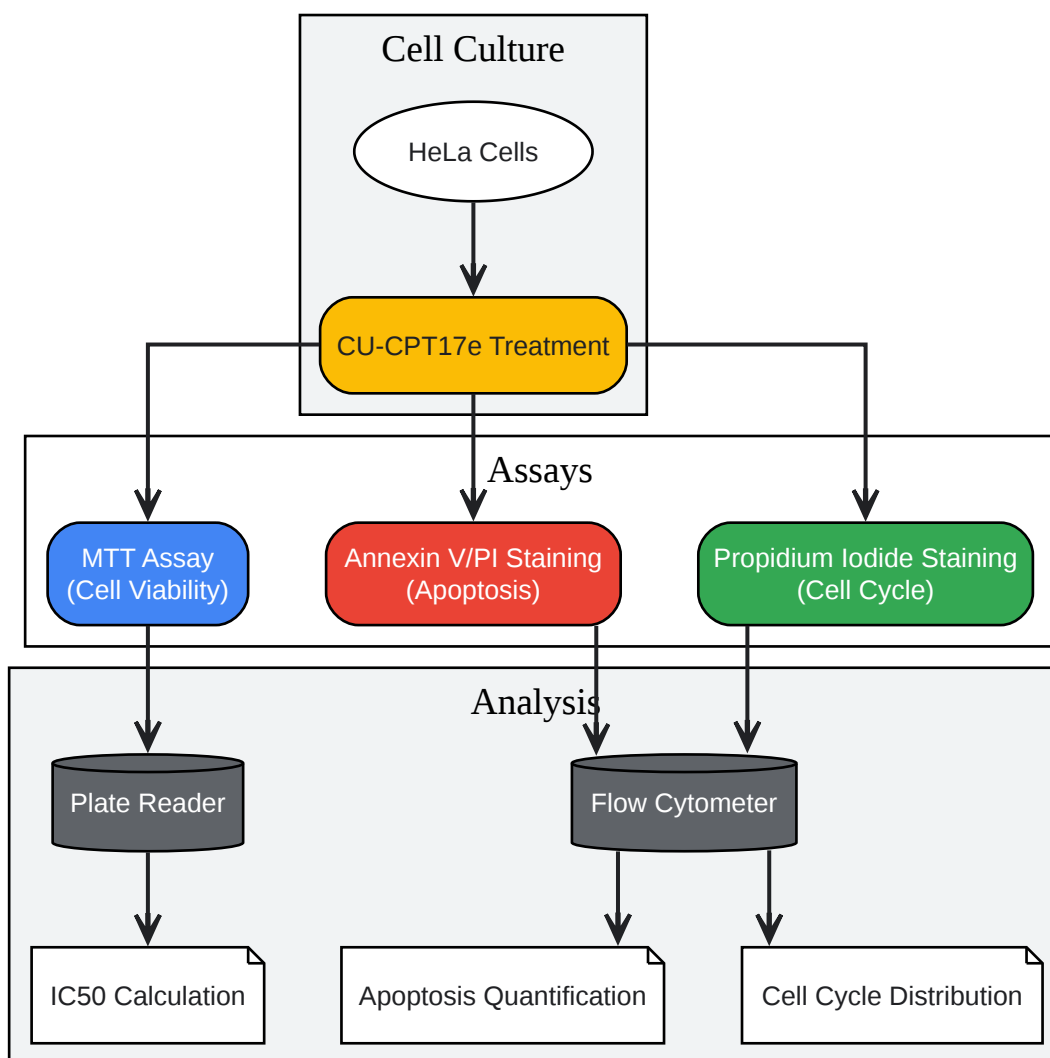 Cell Culture
HeLa Cells
CU-CPT17e Treatment
Assays
MTT Assay
(Cell Viability)
Annexin V/PI Staining
(Apoptosis)
Propidium Iodide Staining
(Cell Cycle)
Analysis
Plate Reader
Flow Cytometer
IC50 Calculation
Apoptosis Quantification
Cell Cycle Distribution